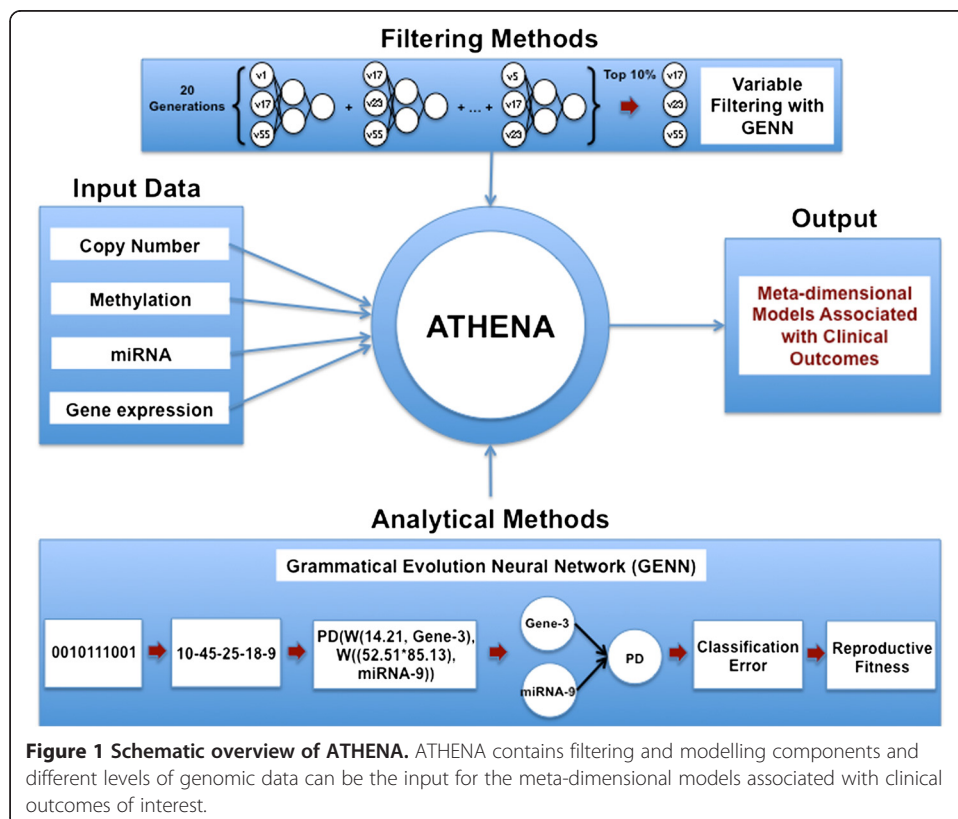 Filtering Methods
20
Generations
v1
v17
v55
+
v17
v23
v55
+ ... +
v5
v17
v23
Top 10%
v17
v23
v55
Variable
Filtering with
GENN
Input Data
Copy Number
Methylation
miRNA
Gene expression
ATHENA
Output
Meta-dimensional
Models Associated
with Clinical
Outcomes
Analytical Methods
Grammatical Evolution Neural Network (GENN)
0010111001
10-45-25-18-9
PD(W(14.21, Gene-3),
W((52.51*85.13),
miRNA-9))
Gene-3
miRNA-9
PD
Classification
Error
Reproductive
Fitness
Figure 1 Schematic overview of ATHENA. ATHENA contains filtering and modelling components and
different levels of genomic data can be the input for the meta-dimensional models associated with clinical
outcomes of interest.